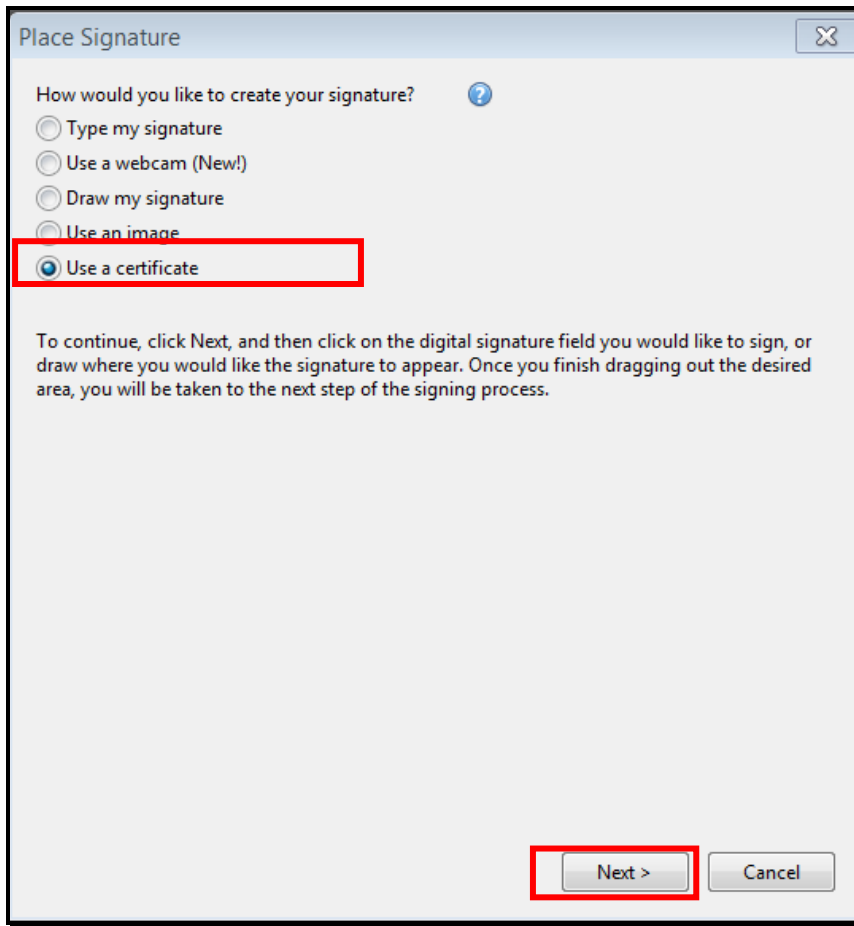 Place Signature
How would you like to create your signature?
Type my signature
Use a webcam (New!)
Draw my signature
Use an image
Use a certificate
To continue, click Next, and then click on the digital signature field you would like to sign, or
draw where you would like the signature to appear. Once you finish dragging out the desired
area, you will be taken to the next step of the signing process.
Next >
Cancel